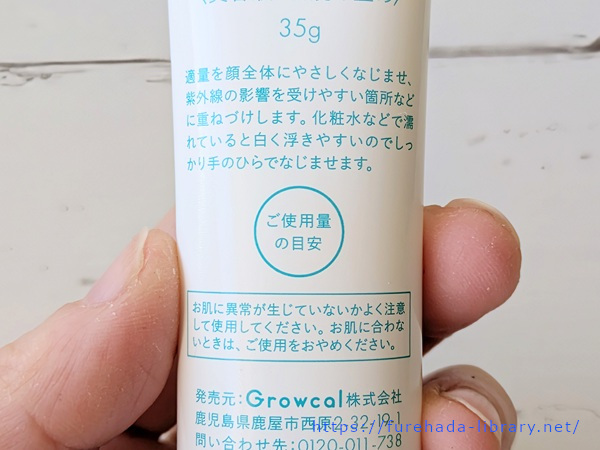 35g
適量を顔全体にやさしくなじませ、
紫外線の影響を受けやすい箇所など
に重ねづけします。化粧水などで濡
れていると白く浮きやすいのでしっ
かり手のひらでなじませます。
ご使用量
の目安
お肌に異常が生じていないかよく注意
して使用してください。お肌に合わな
いときは、ご使用をおやめください。
発売元：Growcal株式会社
鹿児島県鹿屋市西原2-32-19-1
問い合わせ先：0120-011-738
https://furehada-library.net/